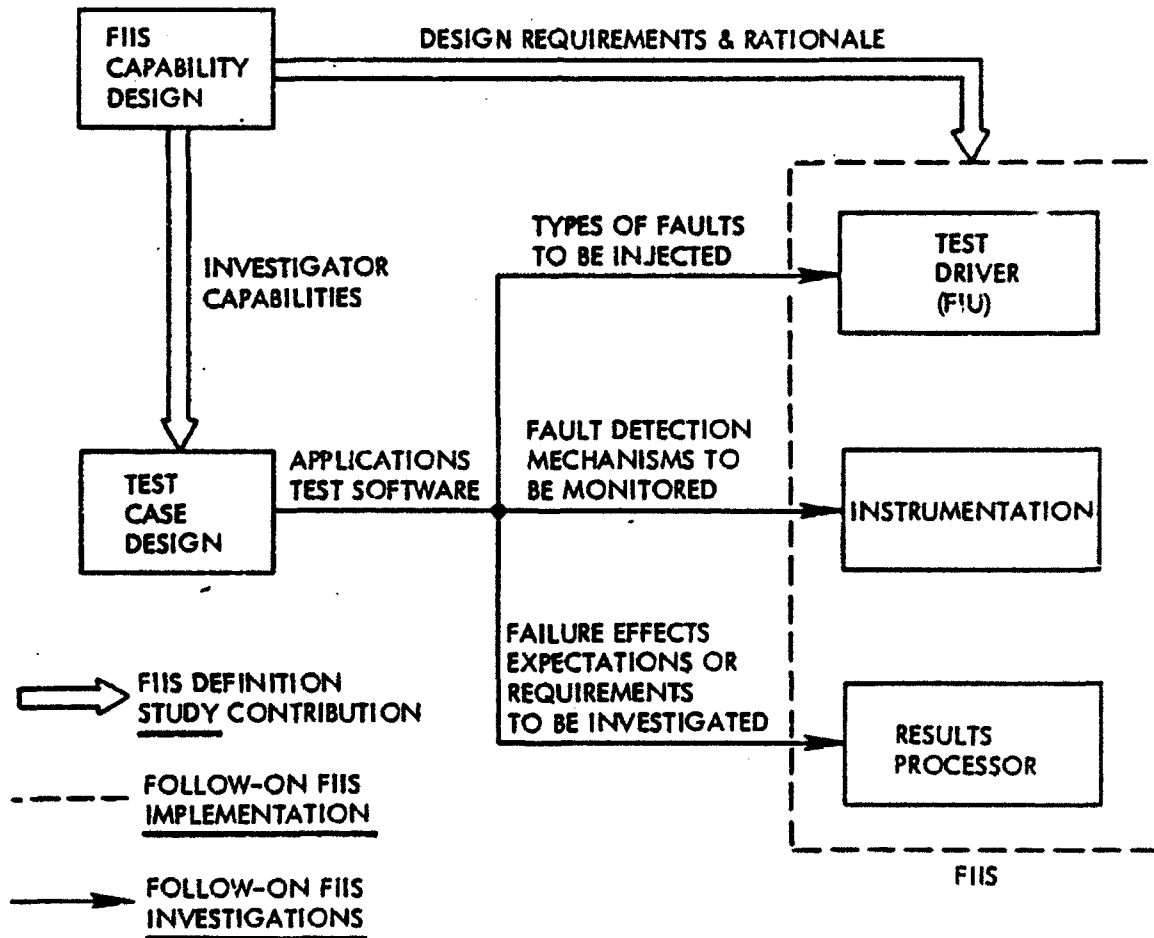 FIIS
CAPABILITY
DESIGN
DESIGN REQUIREMENTS & RATIONALE
INVESTIGATOR
CAPABILITIES
TYPES OF FAULTS
TO BE INJECTED
TEST
DRIVER
(FIU)
TEST
CASE
DESIGN
APPLICATIONS
TEST SOFTWARE
FAULT DETECTION
MECHANISMS TO
BE MONITORED
INSTRUMENTATION
FAILURE EFFECTS
EXPECTATIONS OR
REQUIREMENTS
TO BE INVESTIGATED
RESULTS
PROCESSOR
FIIS
FIIS DEFINITION
STUDY CONTRIBUTION
FOLLOW-ON FIIS
IMPLEMENTATION
FOLLOW-ON FIIS
INVESTIGATIONS